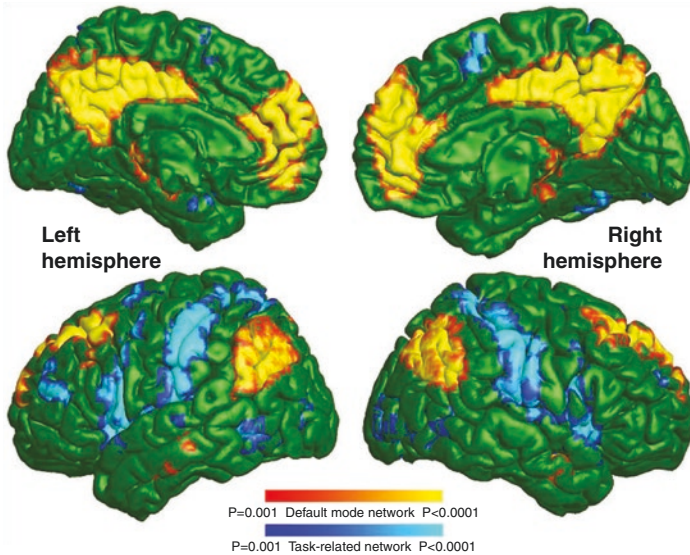 Left
hemisphere
Right
hemisphere
P=0.001 Default mode network P<0.0001
P=0.001 Task-related network P<0.0001